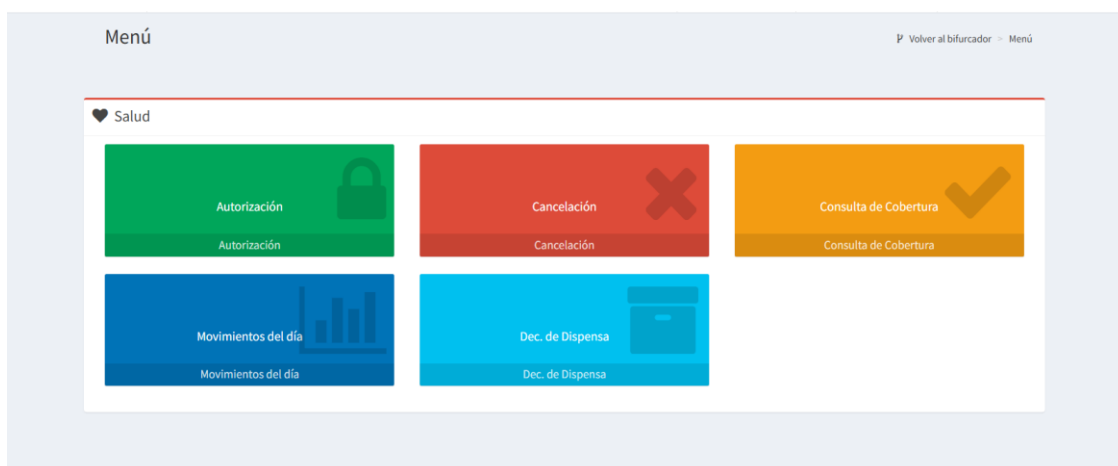 Menú
Volver al bifurcador > Menú
Salud
Autorización
Autorización
Cancelación
Cancelación
Consulta de Cobertura
Consulta de Cobertura
Movimientos del día
Movimientos del día
Dec. de Dispensa
Dec. de Dispensa